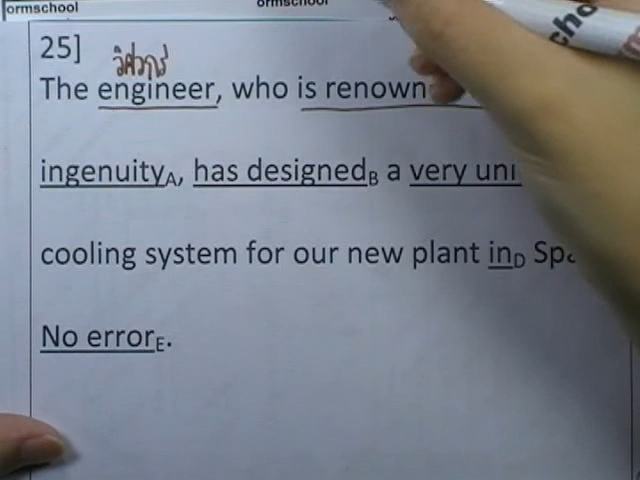 ormschool ormschool
25]
วิศวกร
The engineer, who is renown
ingenuityA, has designedB a very uni
cooling system for our new plant inD Spa
No errorE.